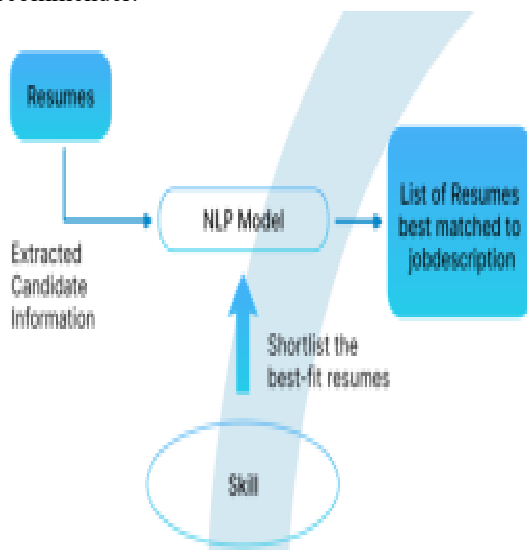 Resumes
NLP Model
List of Resumes
best matched to
jobdescription
Extracted
Candidate
Information
Shortlist the
best-fit resumes
Skill